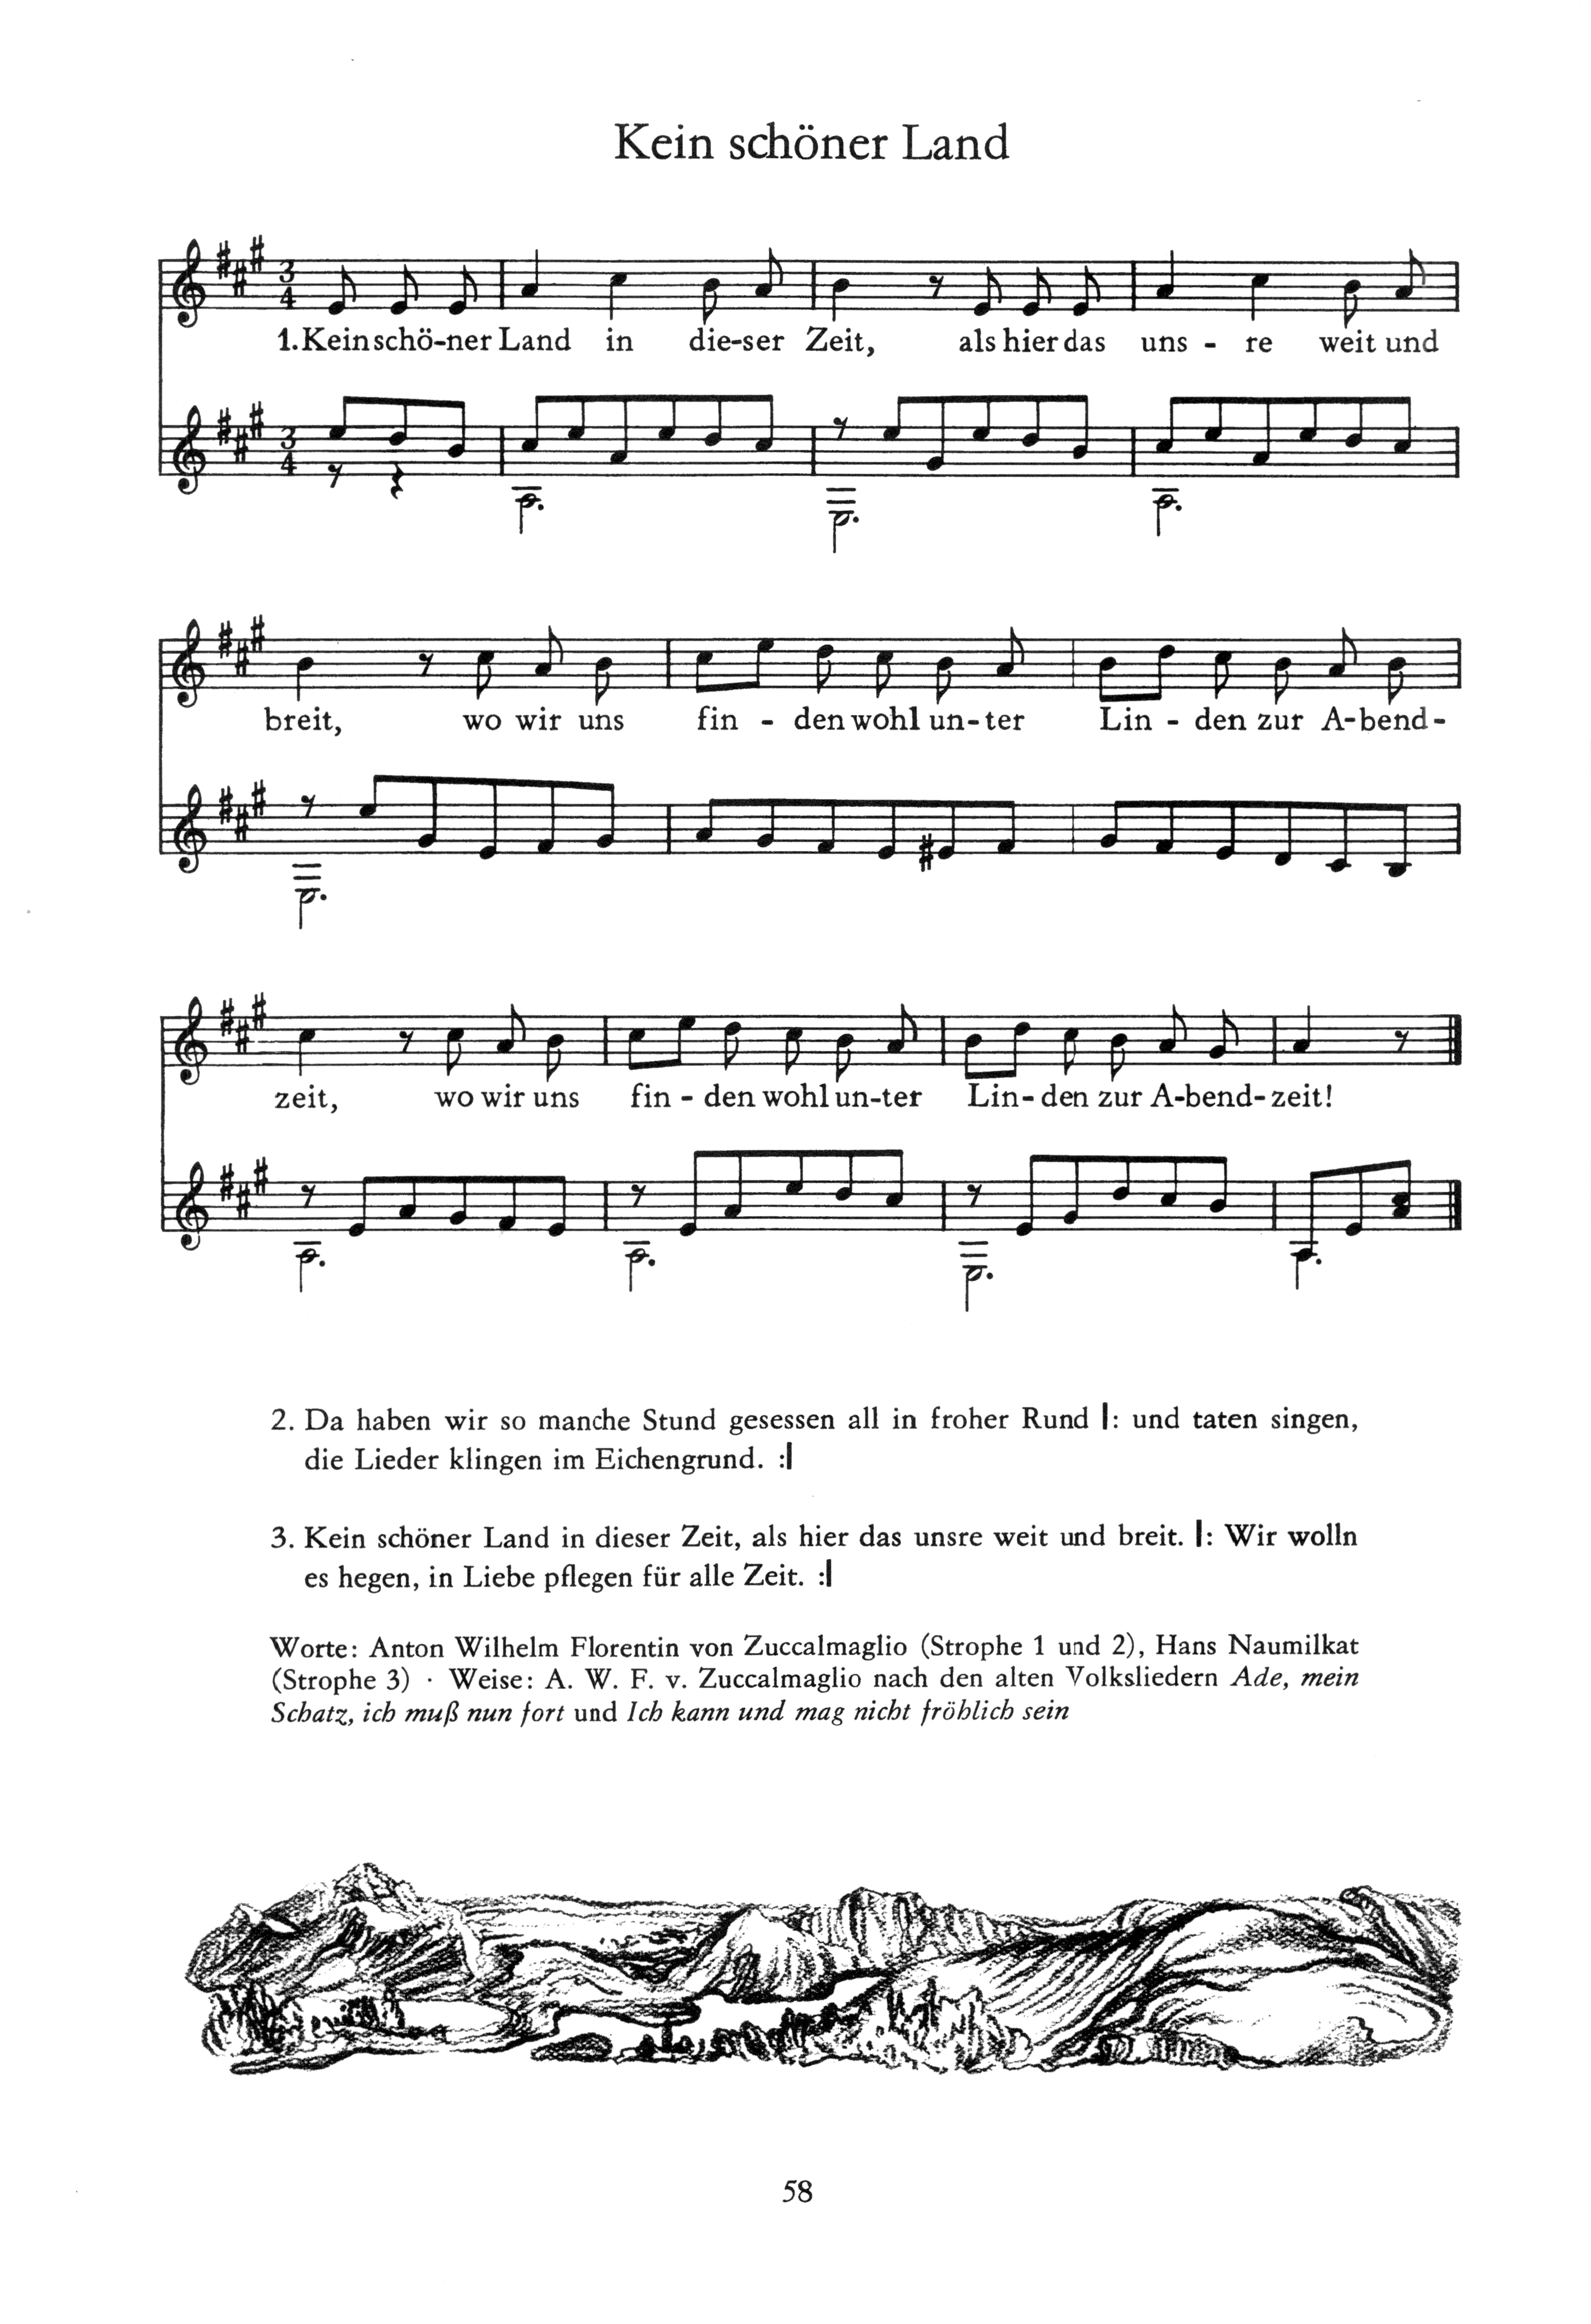 Kein schöner Land
3
4
1. Kein schö-ner Land in die-ser Zeit, als hier das uns - re weit und
3
4
breit, wo wir uns fin - den wohl un-ter Lin - den zur A-bend-
zeit, wo wir uns fin - den wohl un-ter Lin- den zur A-bend-zeit!
2. Da haben wir so manche Stund gesessen all in froher Rund |: und taten singen,
die Lieder klingen im Eichengrund. :|
3. Kein schöner Land in dieser Zeit, als hier das unsre weit und breit. |: Wir wolln
es hegen, in Liebe pflegen für alle Zeit. :|
Worte: Anton Wilhelm Florentin von Zuccalmaglio (Strophe 1 und 2), Hans Naumilkat
(Strophe 3) · Weise: A. W. F. v. Zuccalmaglio nach den alten Volksliedern Ade, mein
Schatz, ich muß nun fort und Ich kann und mag nicht fröhlich sein
58